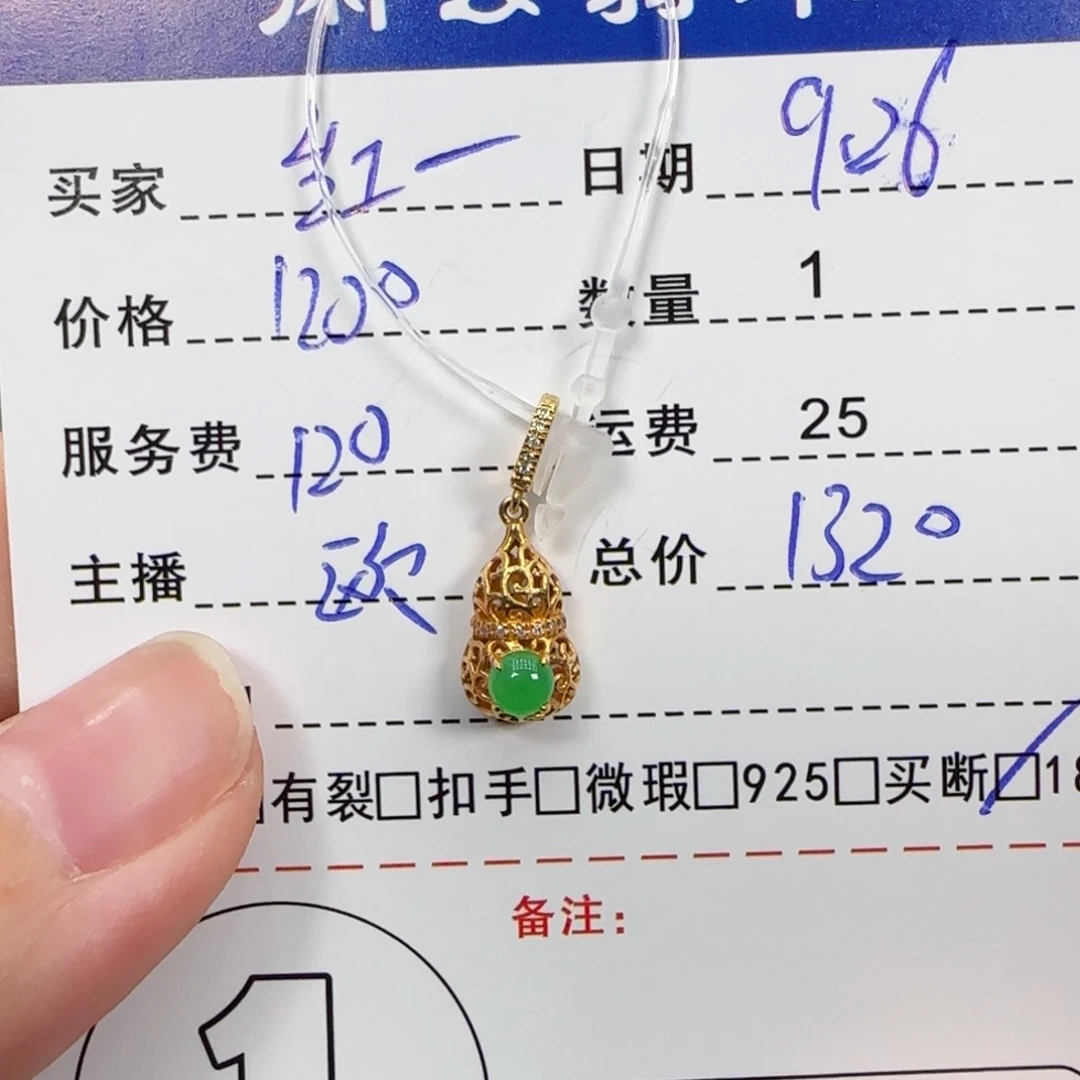 买家 红一 日期 926
价格 1200 数量 1
服务费 120 运费 25
主播 欧 总价 1320
有裂□扣手□微瑕□925□买断□18
备注：
1